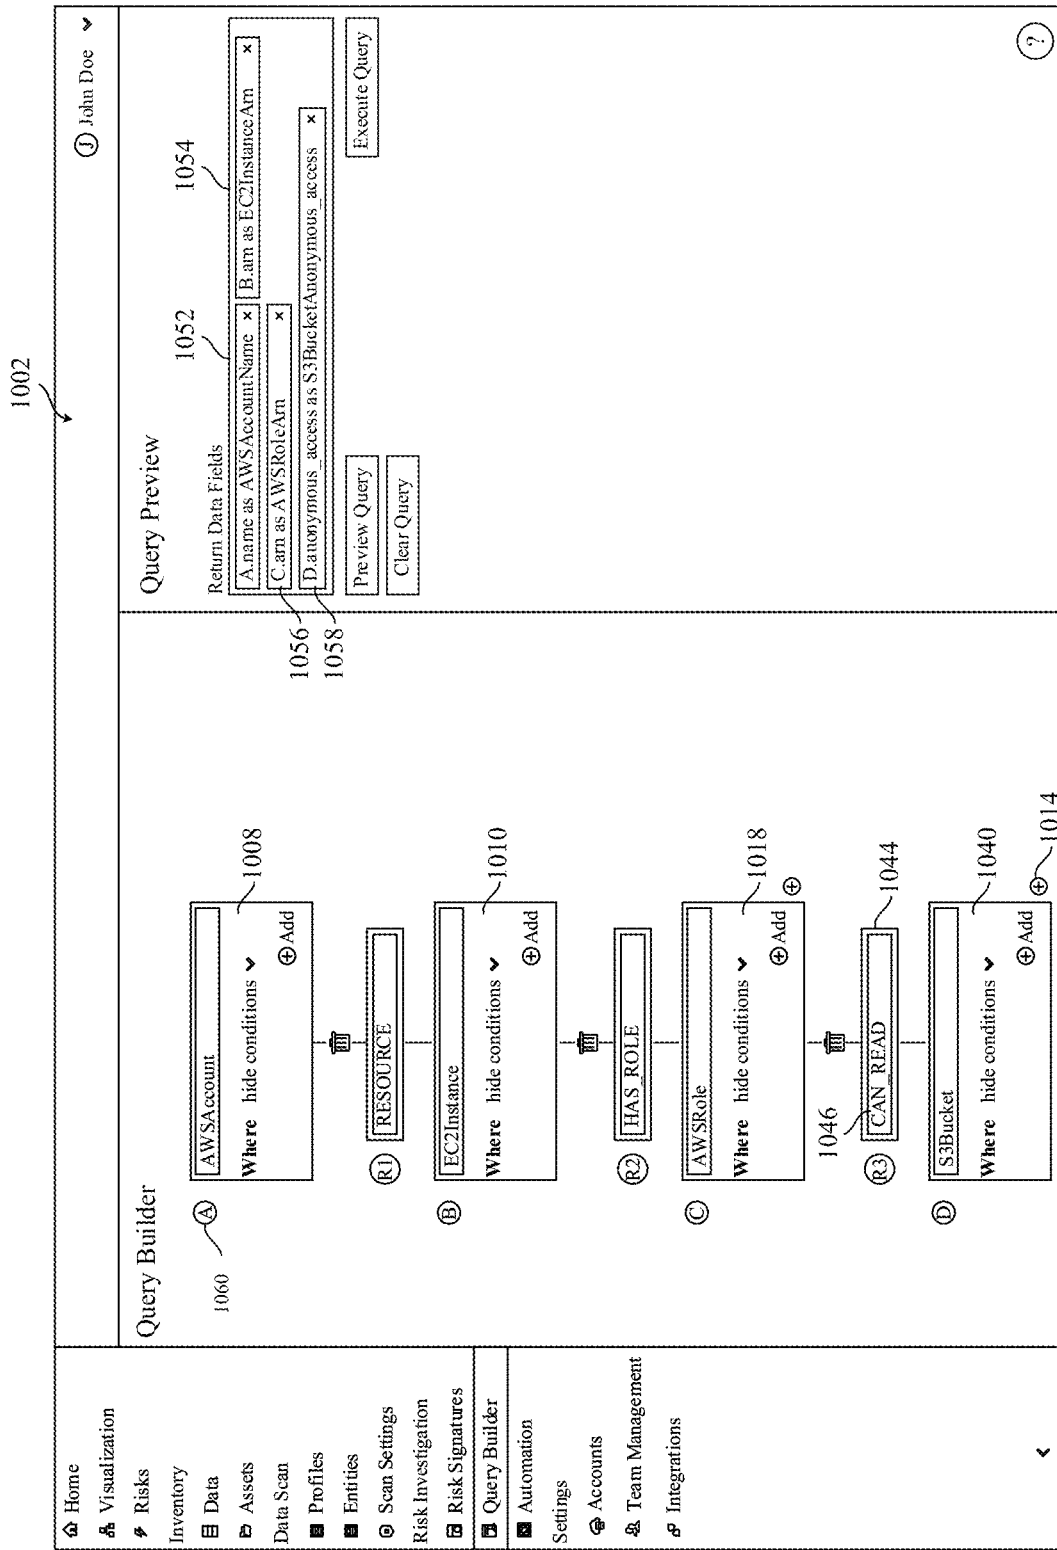 1002
J John Doe
Home
Visualization
Risks
Inventory
Data
Assets
Data Scan
Profiles
Entities
Scan Settings
Risk Investigation
Risk Signatures
Query Builder
Automation
Settings
Accounts
Team Management
Integrations
Query Builder
1060
A
AWSAccount
Where hide conditions
Add
1008
R1
RESOURCE
B
EC2Instance
Where hide conditions
Add
1010
R2
HAS_ROLE
C
AWSRole
Where hide conditions
Add
1018
1046
R3
CAN_READ
1044
D
S3Bucket
Where hide conditions
Add
1040
1014
Query Preview
1052
1054
Return Data Fields
A.name as AWSAccountName × B.arn as EC2InstanceArn ×
C.arn as AWSRoleArn ×
D.anonymous_access as S3BucketAnonymous_access ×
1056
1058
Preview Query Execute Query
Clear Query
?